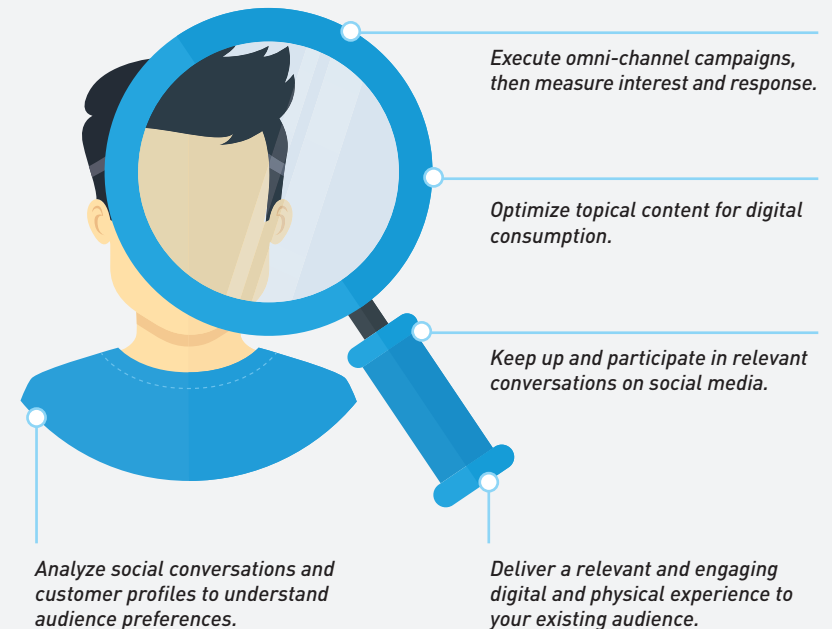 Execute omni-channel campaigns,
then measure interest and response.
Optimize topical content for digital
consumption.
Keep up and participate in relevant
conversations on social media.
Analyze social conversations and
customer profiles to understand
audience preferences.
Deliver a relevant and engaging
digital and physical experience to
your existing audience.